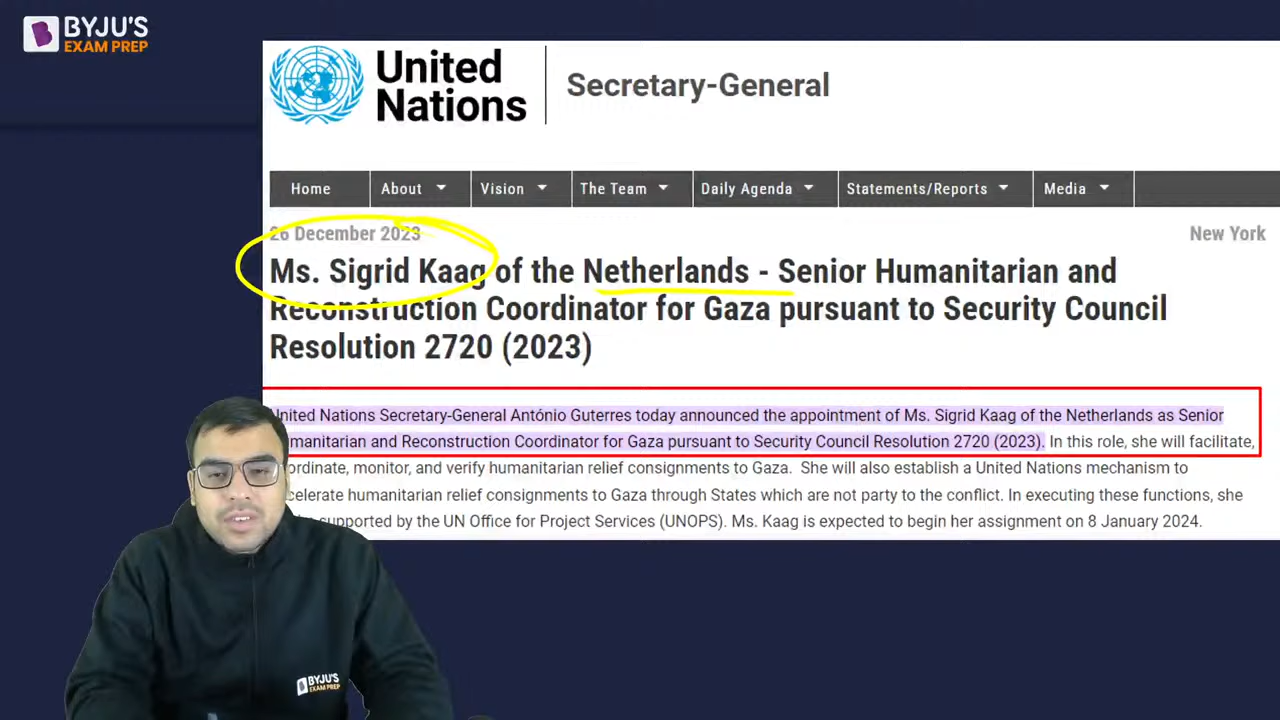 BYJU'S
EXAM PREP
United
Nations
Secretary-General
Home About Vision The Team Daily Agenda Statements/Reports Media
26 December 2023 New York
Ms. Sigrid Kaag of the Netherlands - Senior Humanitarian and
Reconstruction Coordinator for Gaza pursuant to Security Council
Resolution 2720 (2023)
United Nations Secretary-General António Guterres today announced the appointment of Ms. Sigrid Kaag of the Netherlands as Senior
and Reconstruction Coordinator for Gaza pursuant to Security Council Resolution 2720 (2023). In this role, she will facilitate,
monitor, and verify humanitarian relief consignments to Gaza. She will also establish a United Nations mechanism to
humanitarian relief consignments to Gaza through States which are not party to the conflict. In executing these functions, she
supported by the UN Office for Project Services (UNOPS). Ms. Kaag is expected to begin her assignment on 8 January 2024.
BYJU'S
EXAM PREP